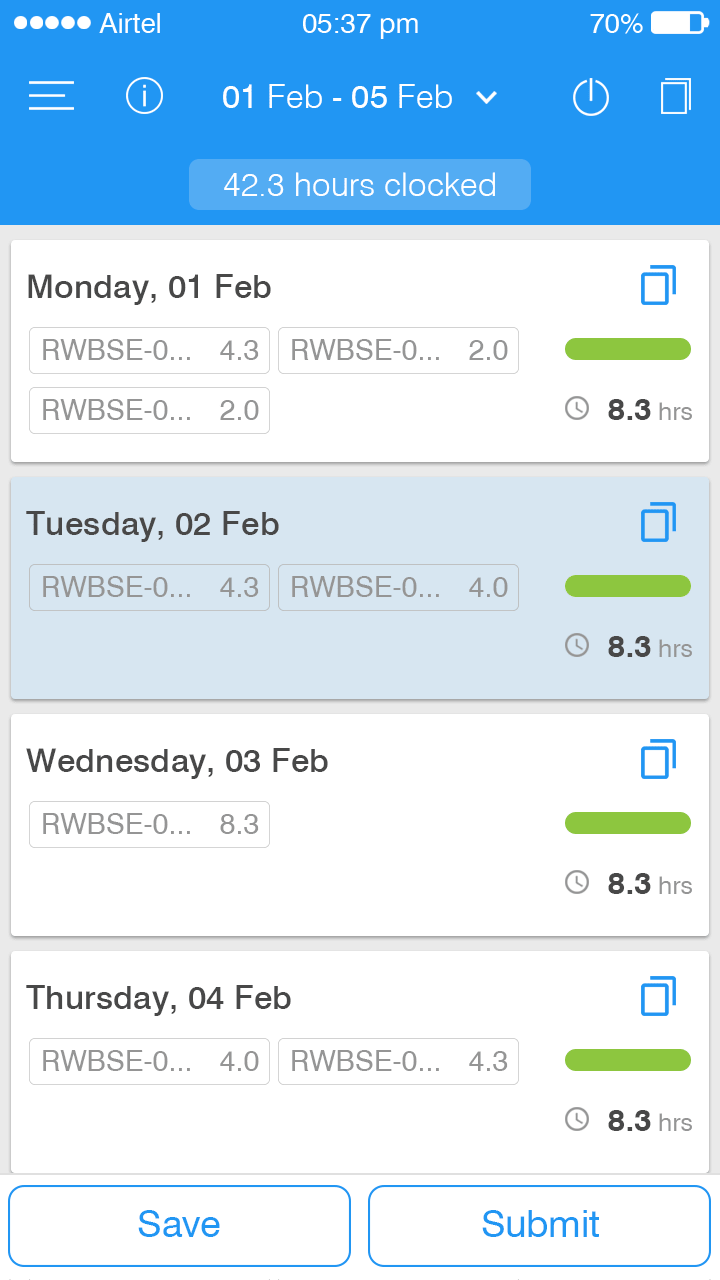 Airtel 05:37 pm 70%
01 Feb - 05 Feb
42.3 hours clocked
Monday, 01 Feb
RWBSE-0... 4.3 RWBSE-0... 2.0
RWBSE-0... 2.0 8.3 hrs
Tuesday, 02 Feb
RWBSE-0... 4.3 RWBSE-0... 4.0
8.3 hrs
Wednesday, 03 Feb
RWBSE-0... 8.3
8.3 hrs
Thursday, 04 Feb
RWBSE-0... 4.0 RWBSE-0... 4.3
8.3 hrs
Save Submit